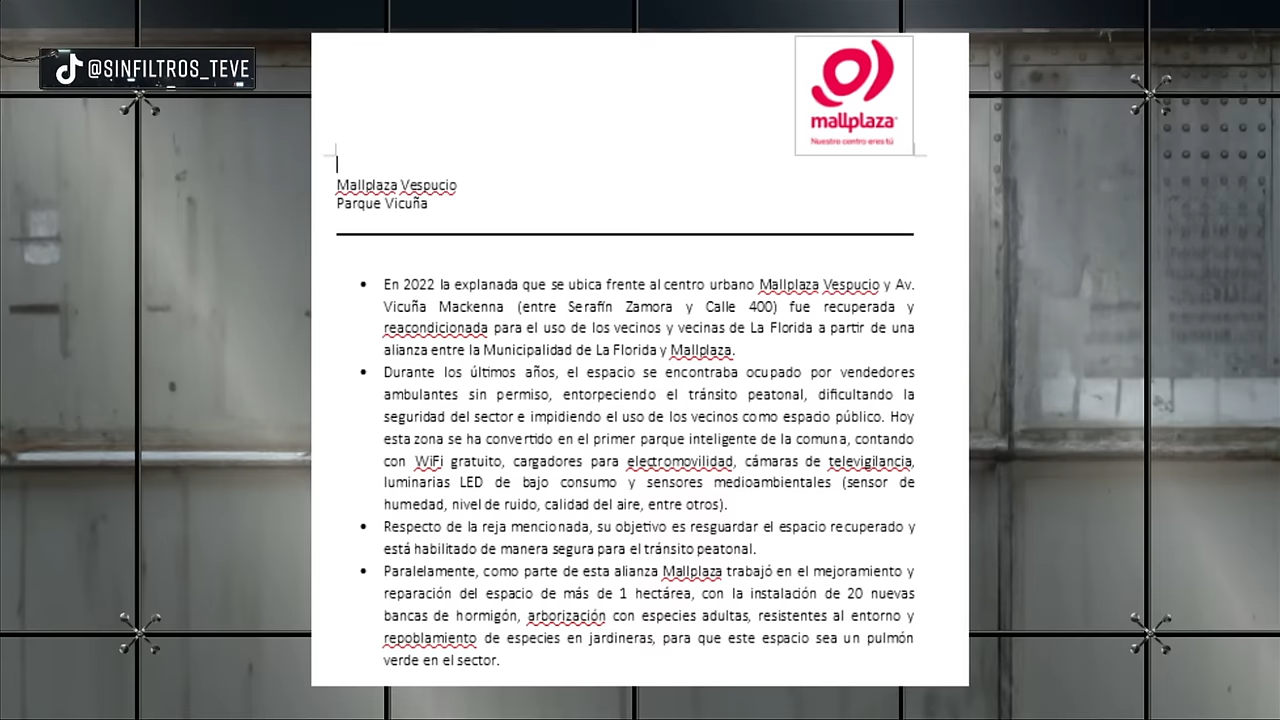 @SINFILTROS_TEVE
mallplaza
Nuestro centro eres tú
Mallplaza Vespucio
Parque Vicuña
• En 2022 la explanada que se ubica frente al centro urbano Mallplaza Vespucio y Av.
Vicuña Mackenna (entre Serafín Zamora y Calle 400) fue recuperada y
reacondicionada para el uso de los vecinos y vecinas de La Florida a partir de una
alianza entre la Municipalidad de La Florida y Mallplaza.
• Durante los últimos años, el espacio se encontraba ocupado por vendedores
ambulantes sin permiso, entorpeciendo el tránsito peatonal, dificultando la
seguridad del sector e impidiendo el uso de los vecinos como espacio público. Hoy
esta zona se ha convertido en el primer parque inteligente de la comuna, contando
con WiFi gratuito, cargadores para electromovilidad, cámaras de televigilancia,
luminarias LED de bajo consumo y sensores medioambientales (sensor de
humedad, nivel de ruido, calidad del aire, entre otros).
• Respecto de la reja mencionada, su objetivo es resguardar el espacio recuperado y
está habilitado de manera segura para el tránsito peatonal.
• Paralelamente, como parte de esta alianza Mallplaza trabajó en el mejoramiento y
reparación del espacio de más de 1 hectárea, con la instalación de 20 nuevas
bancas de hormigón, arborización con especies adultas, resistentes al entorno y
repoblamiento de especies en jardineras, para que este espacio sea un pulmón
verde en el sector.